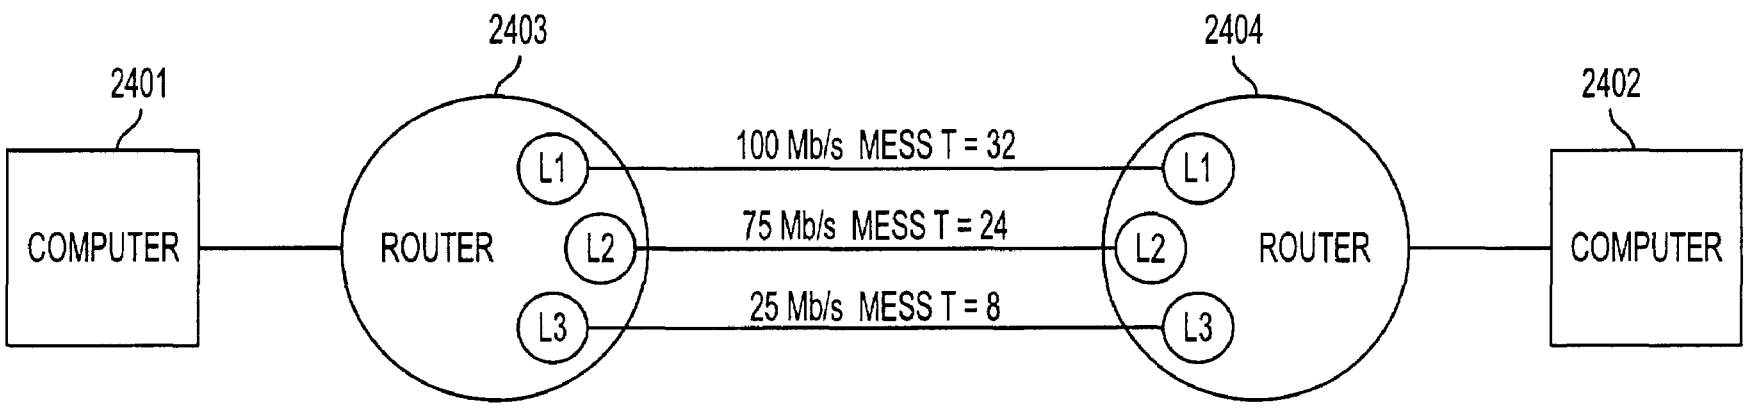 2403
2404
2401
2402
L1
100 Mb/s MESS T = 32
L1
COMPUTER
ROUTER
L2
75 Mb/s MESS T = 24
L2
ROUTER
COMPUTER
L3
25 Mb/s MESS T = 8
L3